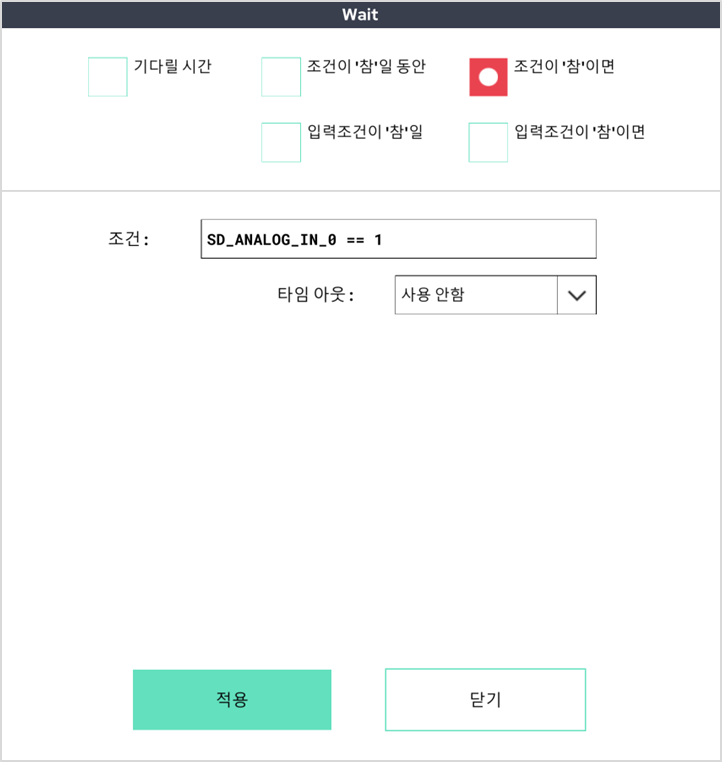 Wait
기다릴 시간
조건이 '참'일 동안
조건이 '참'이면
입력조건이 '참'일
입력조건이 '참'이면
조건:
SD_ANALOG_IN_0 == 1
타임 아웃:
사용 안함
적용
닫기